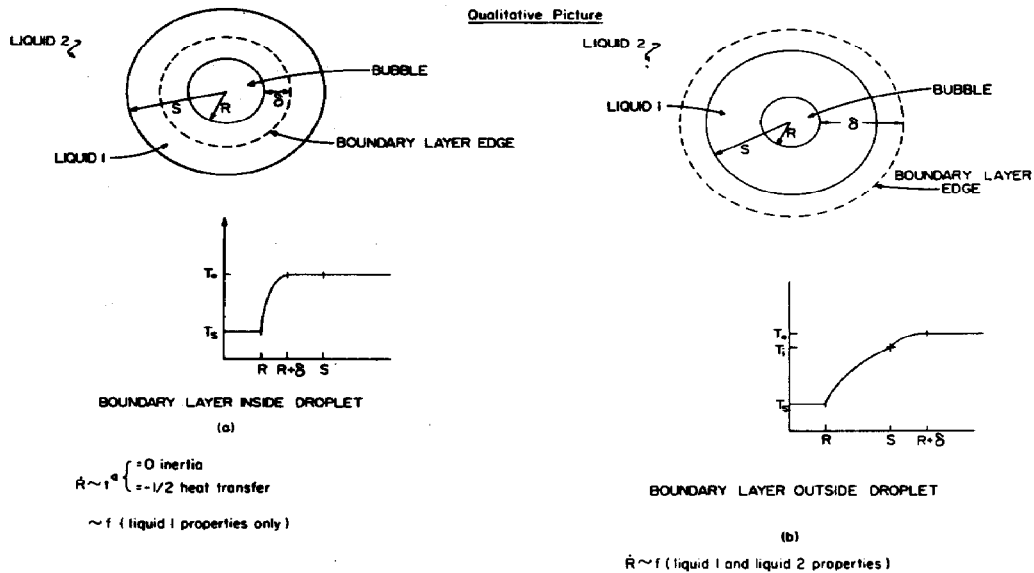 Qualitative Picture
LIQUID 2
BUBBLE
δ
S
R
BOUNDARY LAYER EDGE
LIQUID 1
T∘
Ts
R R+δ S
BOUNDARY LAYER INSIDE DROPLET
(a)
Ṙ ~ tᵃ { =0 inertia
=-1/2 heat transfer
~ f (liquid 1 properties only)
LIQUID 2
BUBBLE
LIQUID 1
R
δ
S
BOUNDARY LAYER
EDGE
T∘
Ti
Ts
R S R+δ
BOUNDARY LAYER OUTSIDE DROPLET
(b)
Ṙ ~ f (liquid 1 and liquid 2 properties)